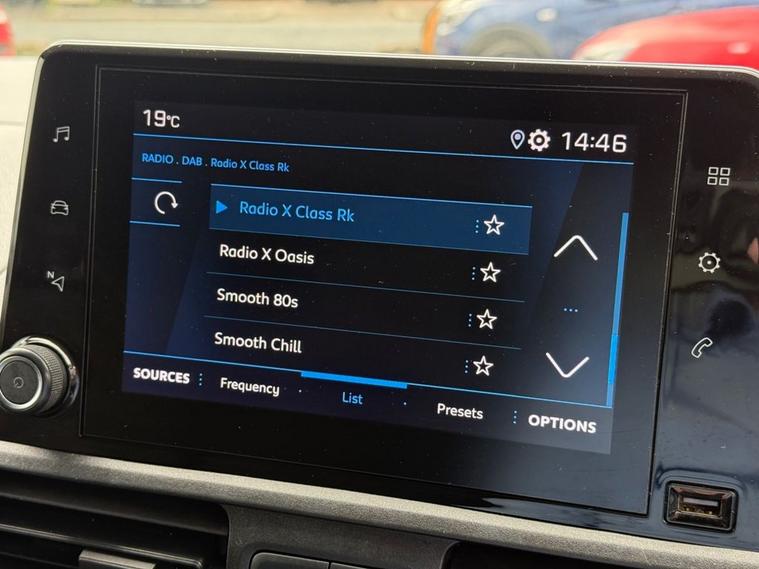 19°C
14:46
RADIO . DAB . Radio X Class Rk
Radio X Class Rk
Radio X Oasis
Smooth 80s
Smooth Chill
SOURCES
Frequency
List
Presets
OPTIONS
N